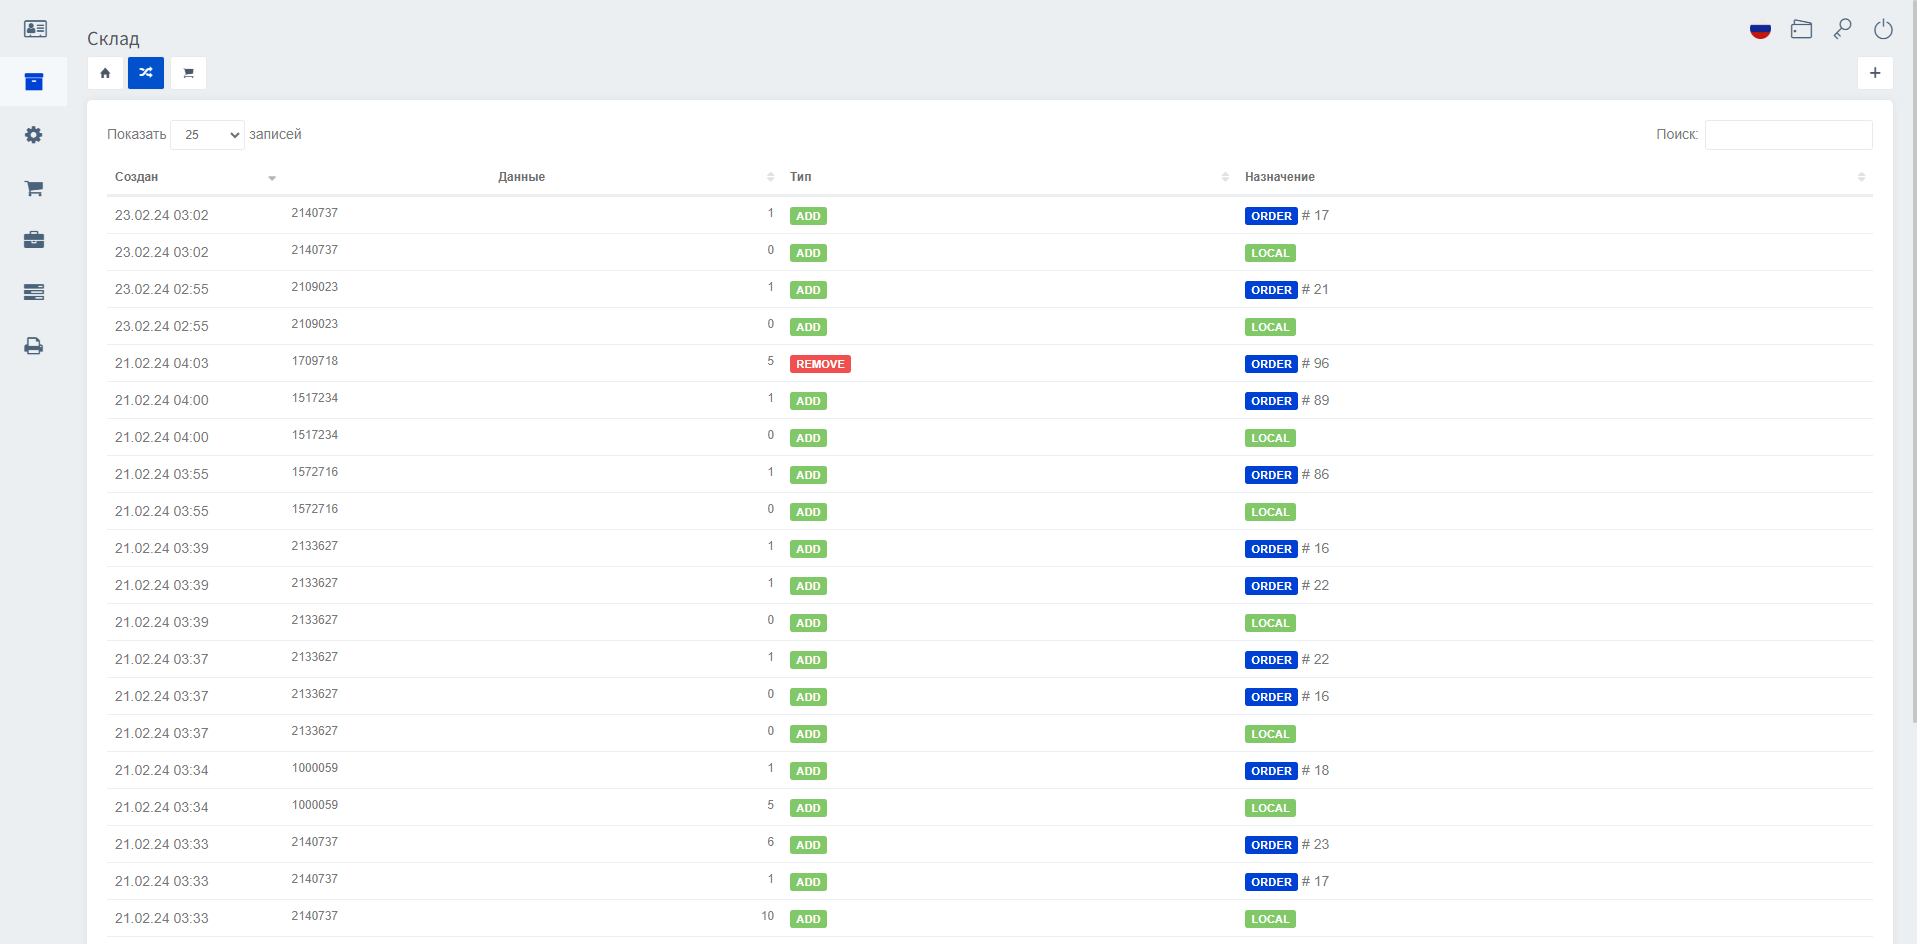 Склад
Показать 25 записей
Поиск:
Создан Данные Тип Назначение
23.02.24 03:02 2140737 1 ADD ORDER # 17
23.02.24 03:02 2140737 0 ADD LOCAL
23.02.24 02:55 2109023 1 ADD ORDER # 21
23.02.24 02:55 2109023 0 ADD LOCAL
21.02.24 04:03 1709718 5 REMOVE ORDER # 96
21.02.24 04:00 1517234 1 ADD ORDER # 89
21.02.24 04:00 1517234 0 ADD LOCAL
21.02.24 03:55 1572716 1 ADD ORDER # 86
21.02.24 03:55 1572716 0 ADD LOCAL
21.02.24 03:39 2133627 1 ADD ORDER # 16
21.02.24 03:39 2133627 1 ADD ORDER # 22
21.02.24 03:39 2133627 0 ADD LOCAL
21.02.24 03:37 2133627 1 ADD ORDER # 22
21.02.24 03:37 2133627 0 ADD ORDER # 16
21.02.24 03:37 2133627 0 ADD LOCAL
21.02.24 03:34 1000059 1 ADD ORDER # 18
21.02.24 03:34 1000059 5 ADD LOCAL
21.02.24 03:33 2140737 6 ADD ORDER # 23
21.02.24 03:33 2140737 1 ADD ORDER # 17
21.02.24 03:33 2140737 10 ADD LOCAL